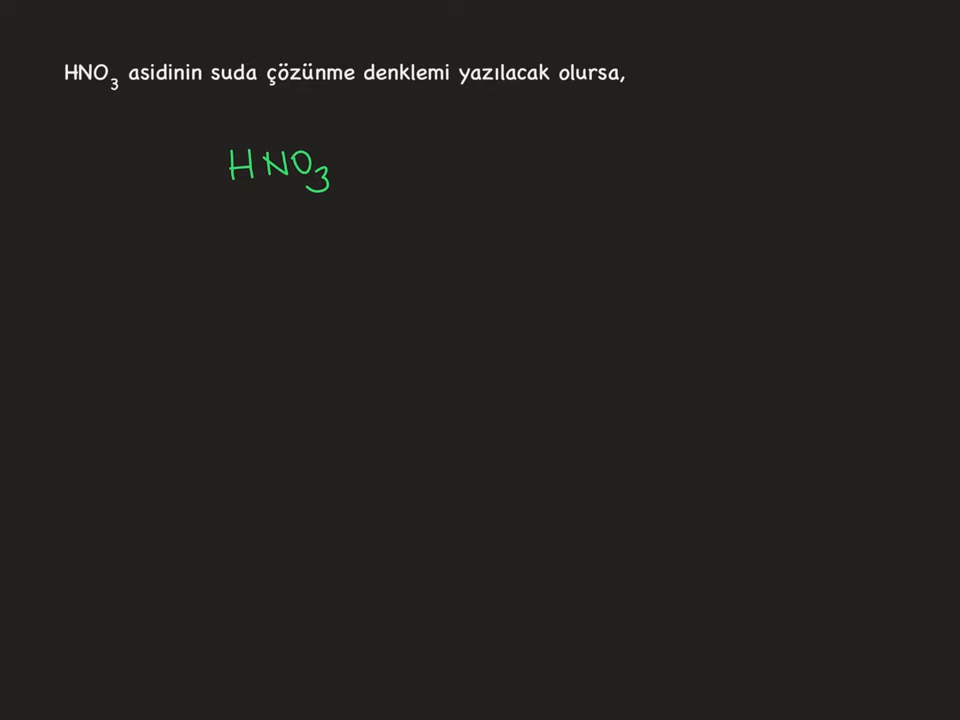 HNO₃ asidinin suda çözünme denklemi yazılacak olursa,
HNO₃